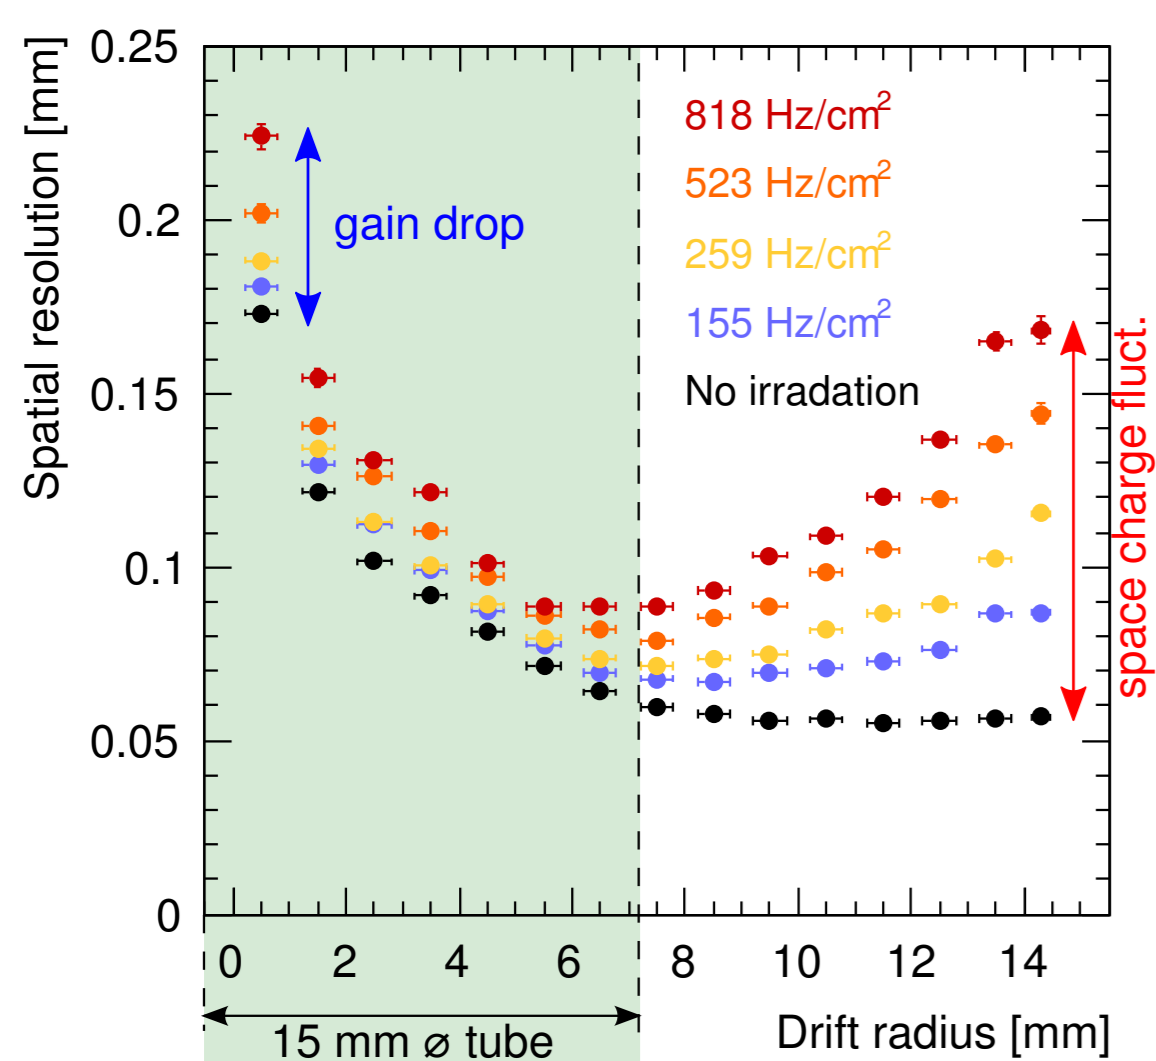 Spatial resolution [mm]
0.25
0.2
0.15
0.1
0.05
0
gain drop
818 Hz/cm²
523 Hz/cm²
259 Hz/cm²
155 Hz/cm²
No irradation
space charge fluct.
0 2 4 6 8 10 12 14
15 mm ⌀ tube
Drift radius [mm]